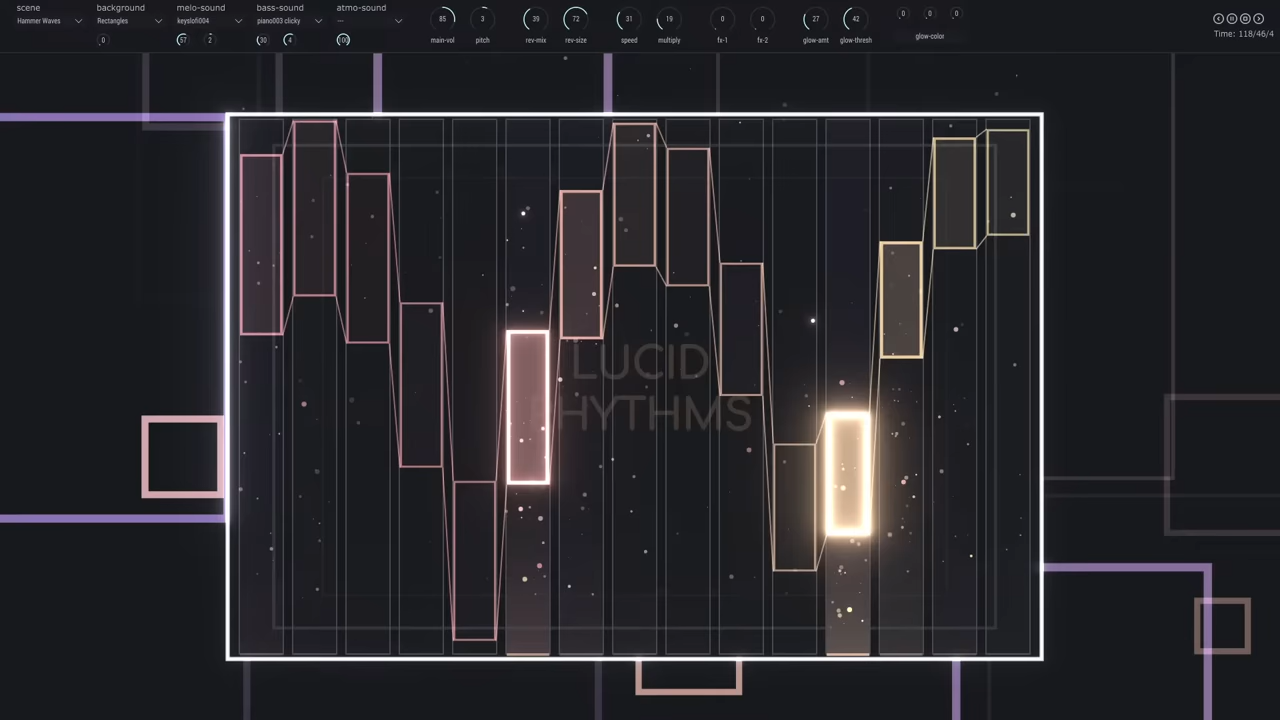 scene
background
melo-sound
bass-sound
atmo-sound
Hammer Waves
Rectangles
keyslofi004
piano003 clicky
---
0
57
2
30
4
100
85
3
39
72
31
19
0
0
27
42
0
0
0
main-vol
pitch
rev-mix
rev-size
speed
multiply
fx-1
fx-2
glow-amt
glow-thresh
glow-color
Time: 118/46/4
LUCID
RHYTHMS